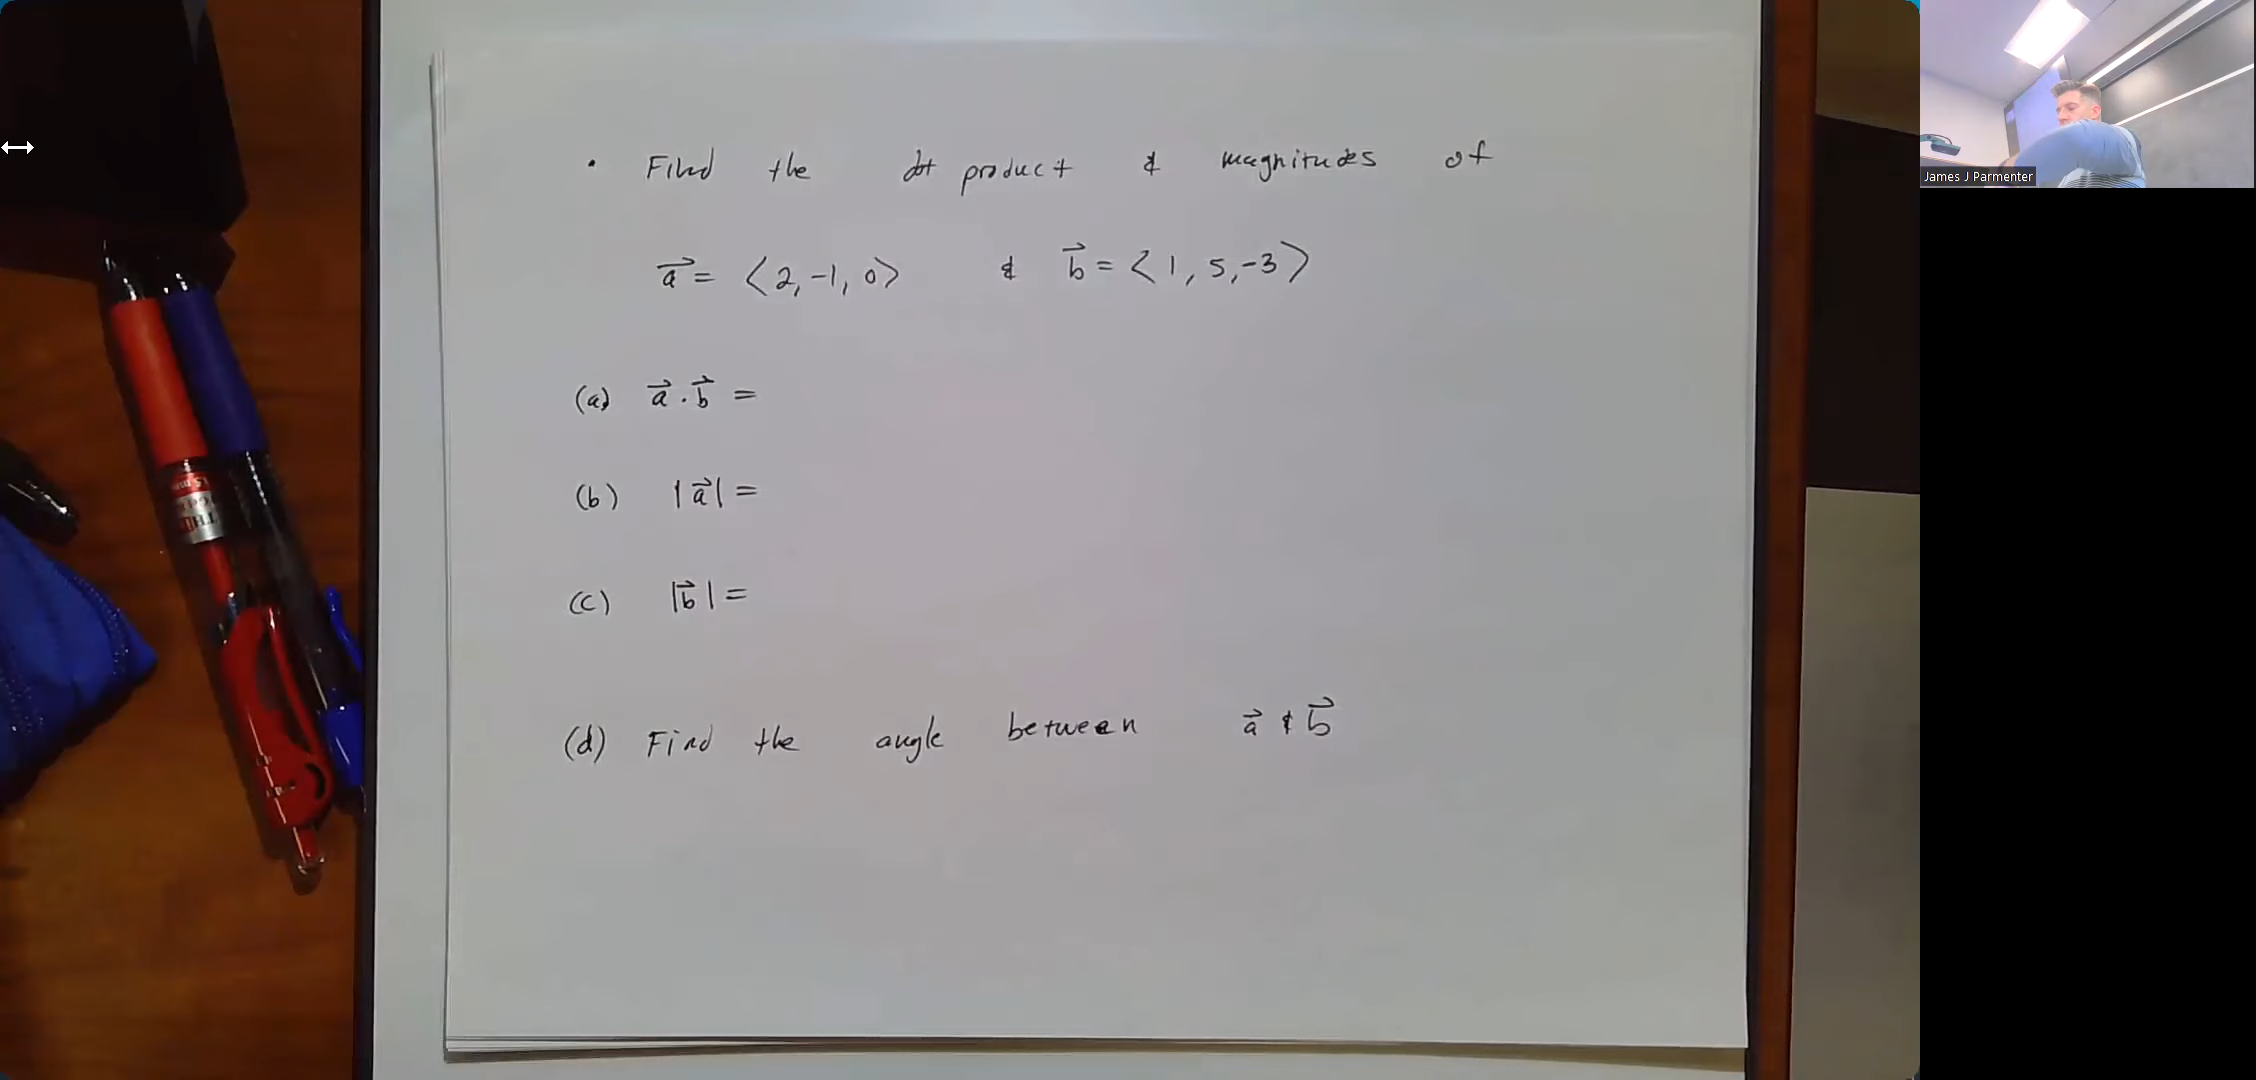 • Find the dot product & magnitudes of
a⃗ = ⟨2, -1, 0⟩ & b⃗ = ⟨1, 5, -3⟩
(a) a⃗ · b⃗ =
(b) |a⃗| =
(c) |b⃗| =
(d) Find the angle between a⃗ & b⃗
James J Parmenter